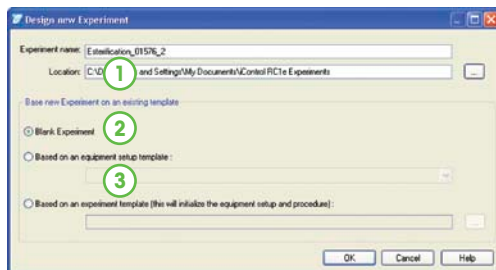 Design new Experiment
Experiment name: Esterification_01576_2
Location: C:\D and Settings\My Documents\iControl RC1e Experiments ...
1
Base new Experiment on an existing template
Blank Experiment
2
Based on an equipment setup template :
3
Based on an experiment template (this will initialize the equipment setup and procedure) :
...
OK Cancel Help